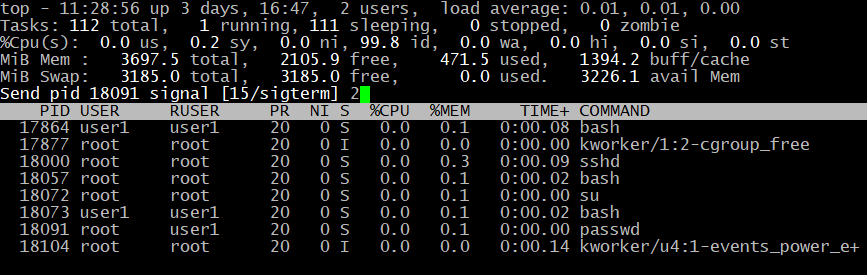 top - 11:28:56 up 3 days, 16:47,  2 users,  load average: 0.01, 0.01, 0.00
Tasks: 112 total,   1 running, 111 sleeping,   0 stopped,   0 zombie
%Cpu(s):  0.0 us,  0.2 sy,  0.0 ni, 99.8 id,  0.0 wa,  0.0 hi,  0.0 si,  0.0 st
MiB Mem :   3697.5 total,   2105.9 free,    471.5 used,   1394.2 buff/cache
MiB Swap:   3185.0 total,   3185.0 free,      0.0 used.   3226.1 avail Mem
Send pid 18091 signal [15/sigterm] 2
PID USER     RUSER    PR  NI S  %CPU  %MEM     TIME+ COMMAND
17864 user1    user1    20   0 S   0.0   0.1   0:00.08 bash
17877 root     root     20   0 I   0.0   0.0   0:00.00 kworker/1:2-cgroup_free
18000 root     root     20   0 S   0.0   0.3   0:00.09 sshd
18057 root     root     20   0 S   0.0   0.1   0:00.02 bash
18072 root     root     20   0 S   0.0   0.1   0:00.00 su
18073 user1    user1    20   0 S   0.0   0.1   0:00.02 bash
18091 root     user1    20   0 S   0.0   0.1   0:00.00 passwd
18104 root     root     20   0 I   0.0   0.0   0:00.14 kworker/u4:1-events_power_e+